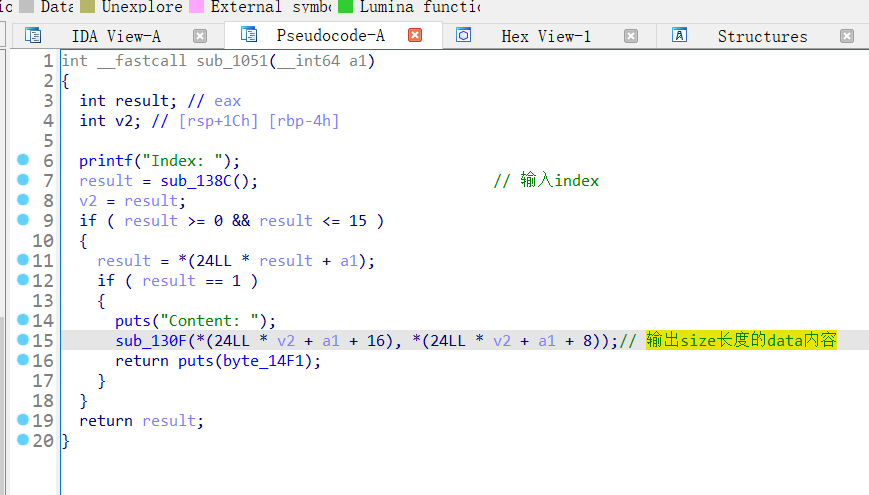 Data Unexplore External symbo Lumina functio
IDA View-A Pseudocode-A Hex View-1 Structures
1 int __fastcall sub_1051(__int64 a1)
2 {
3 int result; // eax
4 int v2; // [rsp+1Ch] [rbp-4h]
5
6 printf("Index: ");
7 result = sub_138C(); // 输入index
8 v2 = result;
9 if ( result >= 0 && result <= 15 )
10 {
11 result = *(24LL * result + a1);
12 if ( result == 1 )
13 {
14 puts("Content: ");
15 sub_130F(*(24LL * v2 + a1 + 16), *(24LL * v2 + a1 + 8));// 输出size长度的data内容
16 return puts(byte_14F1);
17 }
18 }
19 return result;
20 }